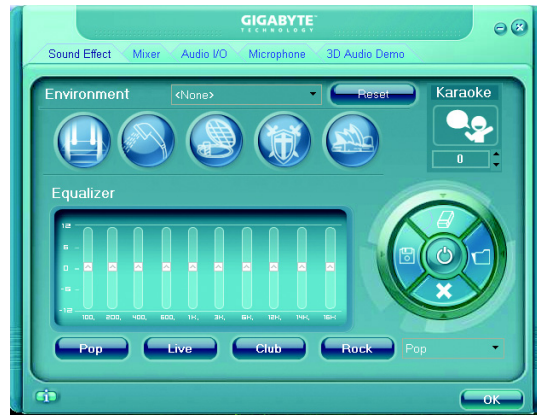 GIGABYTE™
TECHNOLOGY
Sound Effect Mixer Audio I/O Microphone 3D Audio Demo
Environment <None> Reset Karaoke
0
Equalizer
12
6
0
-6
-12
100, 200, 400, 600, 1K, 3K, 6K, 12K, 14K, 16K
Pop Live Club Rock Pop
OK